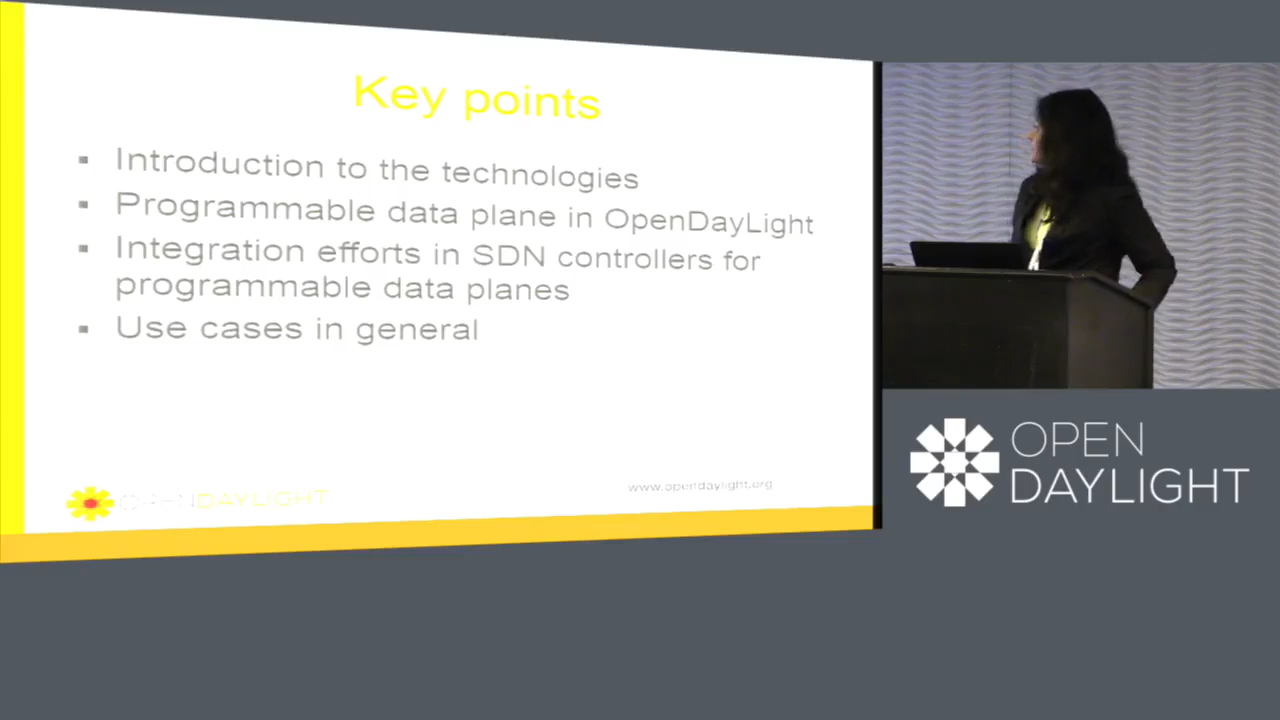 Key points
▪ Introduction to the technologies
▪ Programmable data plane in OpenDayLight
▪ Integration efforts in SDN controllers for
programmable data planes
▪ Use cases in general
OPENDAYLIGHT
www.opendaylight.org
OPEN
DAYLIGHT